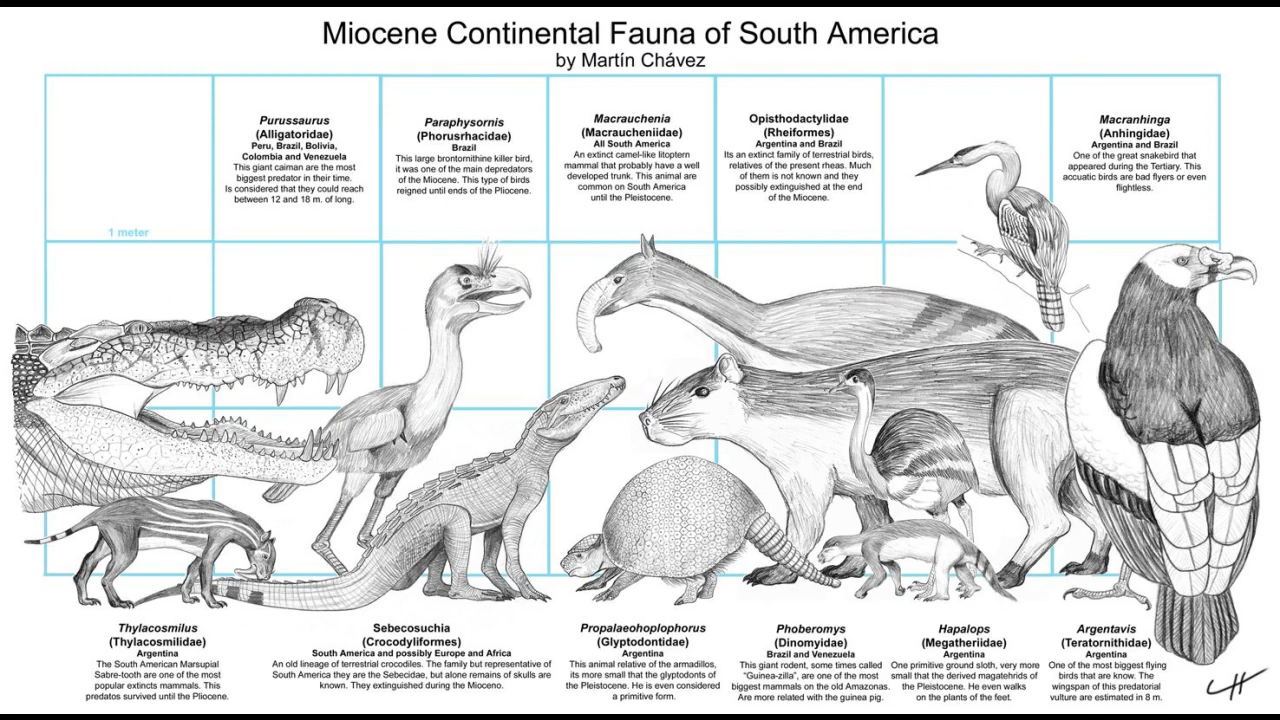 Miocene Continental Fauna of South America
by Martín Chávez
Purussaurus
(Alligatoridae)
Peru, Brazil, Bolivia,
Colombia and Venezuela
This giant caiman are the most
biggest predator in their time.
Is considered that they could reach
between 12 and 18 m. of long.
Paraphysornis
(Phorusrhacidae)
Brazil
This large brontornithine killer bird,
it was one of the main depredators
of the Miocene. This type of birds
reigned until ends of the Pliocene.
Macrauchenia
(Macraucheniidae)
All South America
An extinct camel-like litoptern
mammal that probably have a well
developed trunk. This animal are
common on South America
until the Pleistocene.
Opisthodactylidae
(Rheiformes)
Argentina and Brazil
Its an extinct family of terrestrial birds,
relatives of the present rheas. Much
of them is not known and they
possibly extinguished at the end
of the Miocene.
Macranhinga
(Anhingidae)
Argentina and Brazil
One of the great snakebird that
appeared during the Tertiary. This
accuatic birds are bad flyers or even
flightless.
1 meter
Thylacosmilus
(Thylacosmilidae)
Argentina
The South American Marsupial
Sabre-tooth are one of the most
popular extincts mammals. This
predatos survived until the Pliocene.
Sebecosuchia
(Crocodyliformes)
South America and possibly Europe and Africa
An old lineage of terrestrial crocodiles. The family but representative of
South America they are the Sebecidae, but alone remains of skulls are
known. They extinguished during the Miocene.
Propalaeohoplophorus
(Glyptodontidae)
Argentina
This animal relative of the armadillos,
its more small that the glyptodonts of
the Pleistocene. He is even considered
a primitive form.
Phoberomys
(Dinomyidae)
Brazil and Venezuela
This giant rodent, some times called
"Guinea-zilla", are one of the most
biggest mammals on the old Amazonas.
Are more related with the guinea pig.
Hapalops
(Megatheriidae)
Argentina
One primitive ground sloth, very more
small that the derived magatehrids of
the Pleistocene. He even walks
on the plants of the feet.
Argentavis
(Teratornithidae)
Argentina
One of the most biggest flying
birds that are know. The
wingspan of this predatorial
vulture are estimated in 8 m.